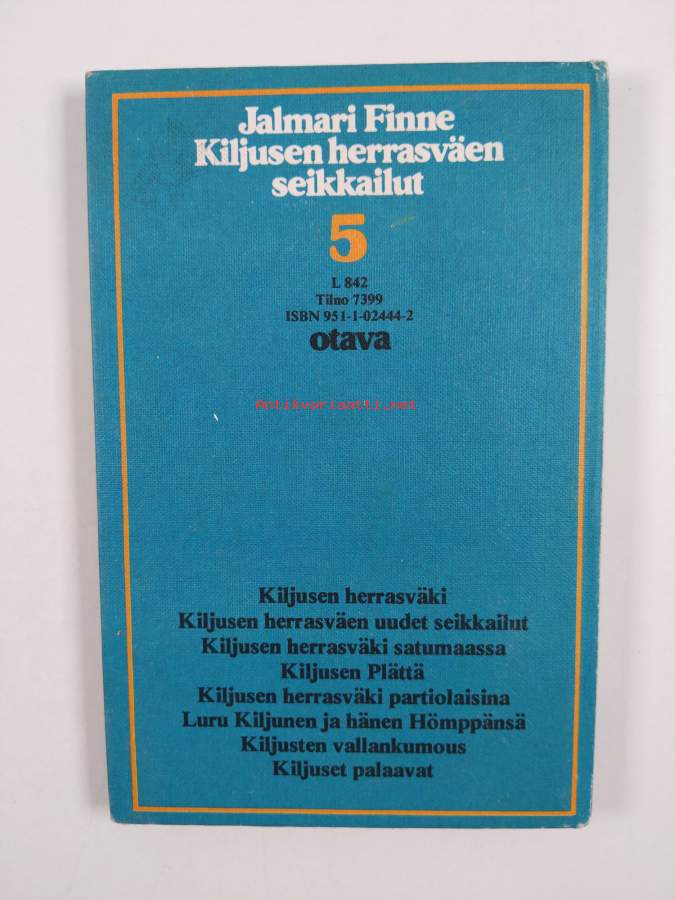 Jalmari Finne
Kiljusen herrasväen
seikkailut
5
L 842
Tilno 7399
ISBN 951-1-02444-2
otava
Antikvariaatti.net
Kiljusen herrasväki
Kiljusen herrasväen uudet seikkailut
Kiljusen herrasväki satumaassa
Kiljusen Plättä
Kiljusen herrasväki partiolaisina
Luru Kiljunen ja hänen Hömppänsä
Kiljusten vallankumous
Kiljuset palaavat